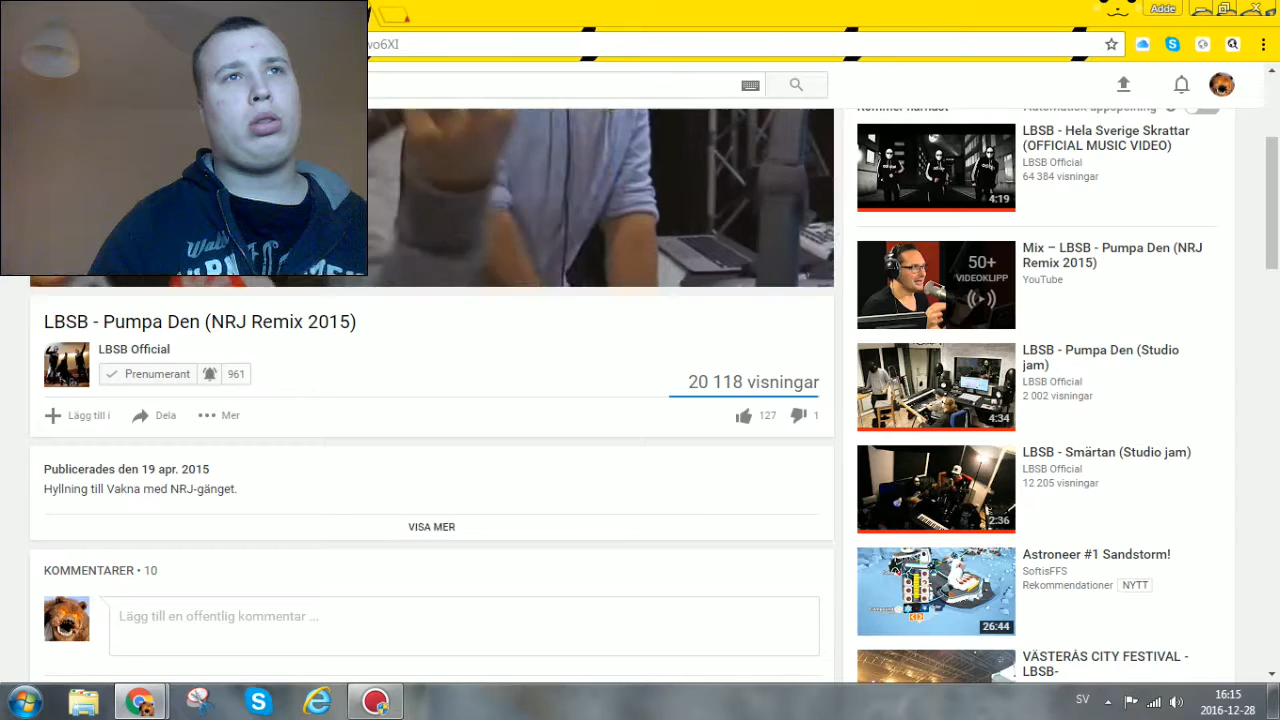 Adde
wo6XI
LBSB - Hela Sverige Skrattar
(OFFICIAL MUSIC VIDEO)
LBSB Official
64 384 visningar
4:19
Mix – LBSB - Pumpa Den (NRJ
Remix 2015)
YouTube
50+
VIDEOKLIPP
LBSB - Pumpa Den (NRJ Remix 2015)
LBSB Official
Prenumerant
961
20 118 visningar
Lägg till i
Dela
Mer
127
1
LBSB - Pumpa Den (Studio
jam)
LBSB Official
2 002 visningar
4:34
Publicerades den 19 apr. 2015
Hyllning till Vakna med NRJ-gänget.
VISA MER
LBSB - Smärtan (Studio jam)
LBSB Official
12 205 visningar
2:36
KOMMENTARER • 10
Lägg till en offentlig kommentar ...
Astroneer #1 Sandstorm!
SoftisFFS
Rekommendationer
NYTT
26:44
VÄSTERÅS CITY FESTIVAL -
LBSB-
SV
16:15
2016-12-28